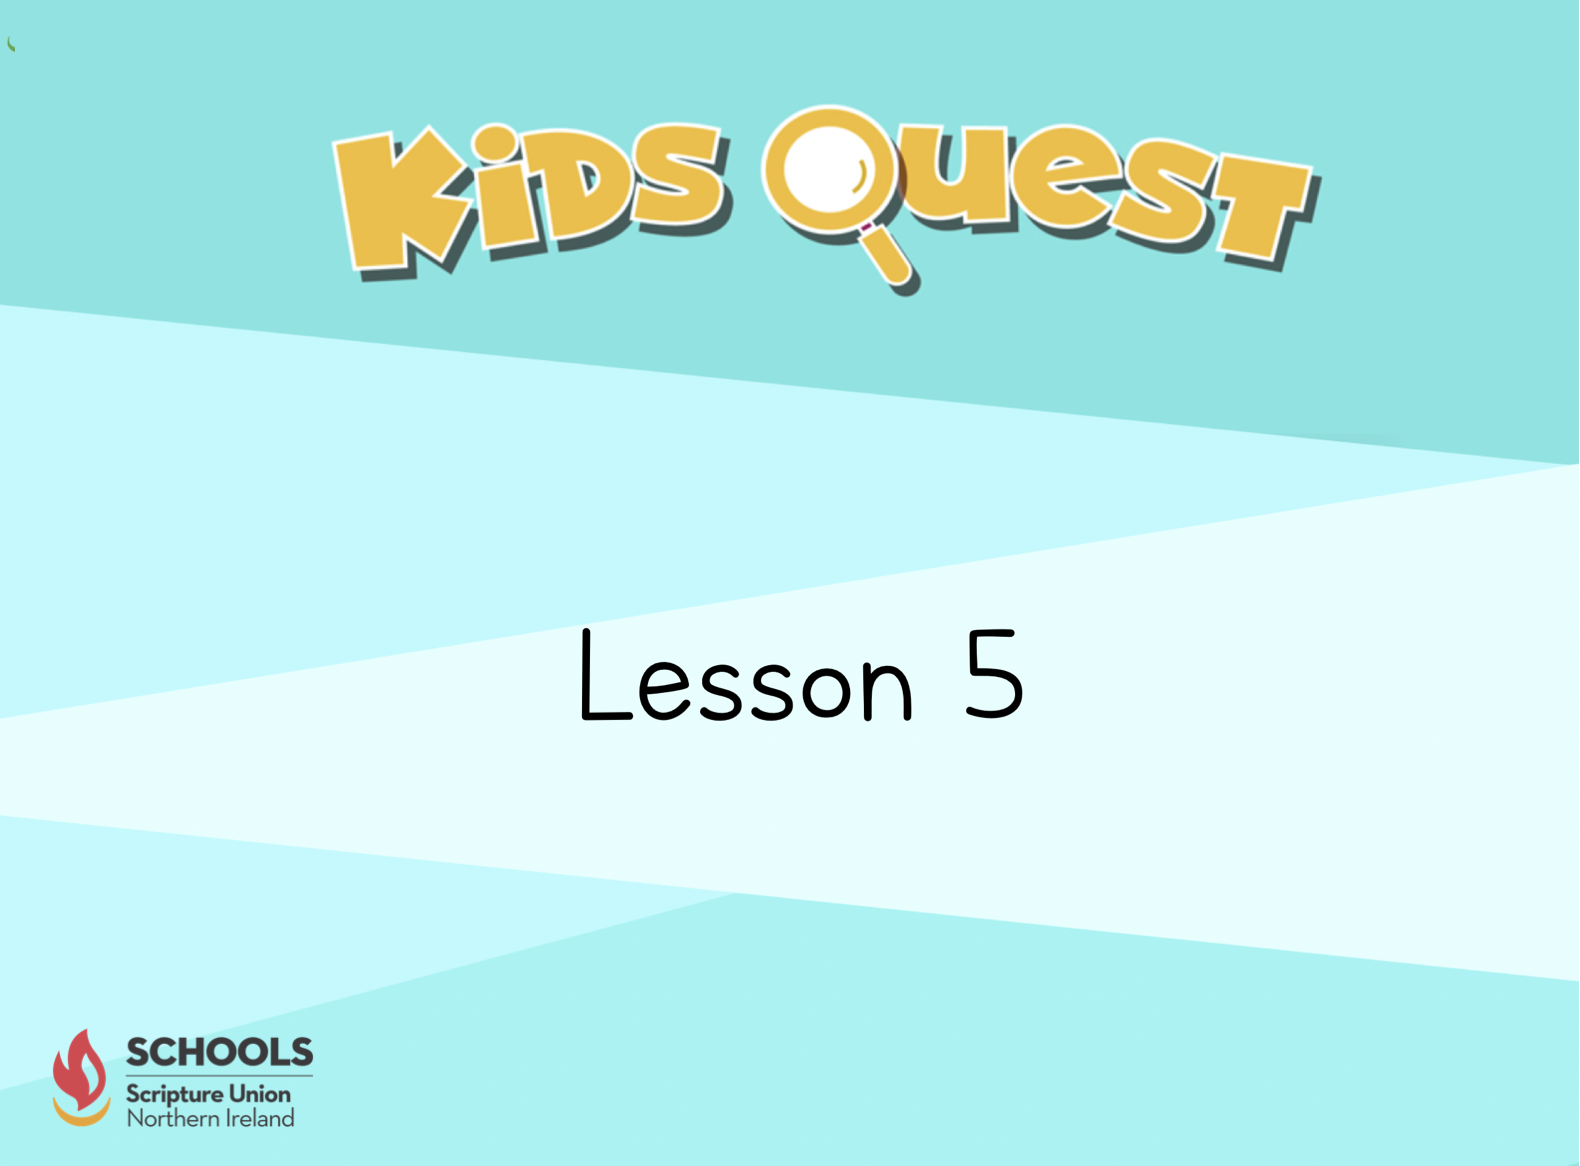 KiDS QUEST
Lesson 5
SCHOOLS
Scripture Union
Northern Ireland